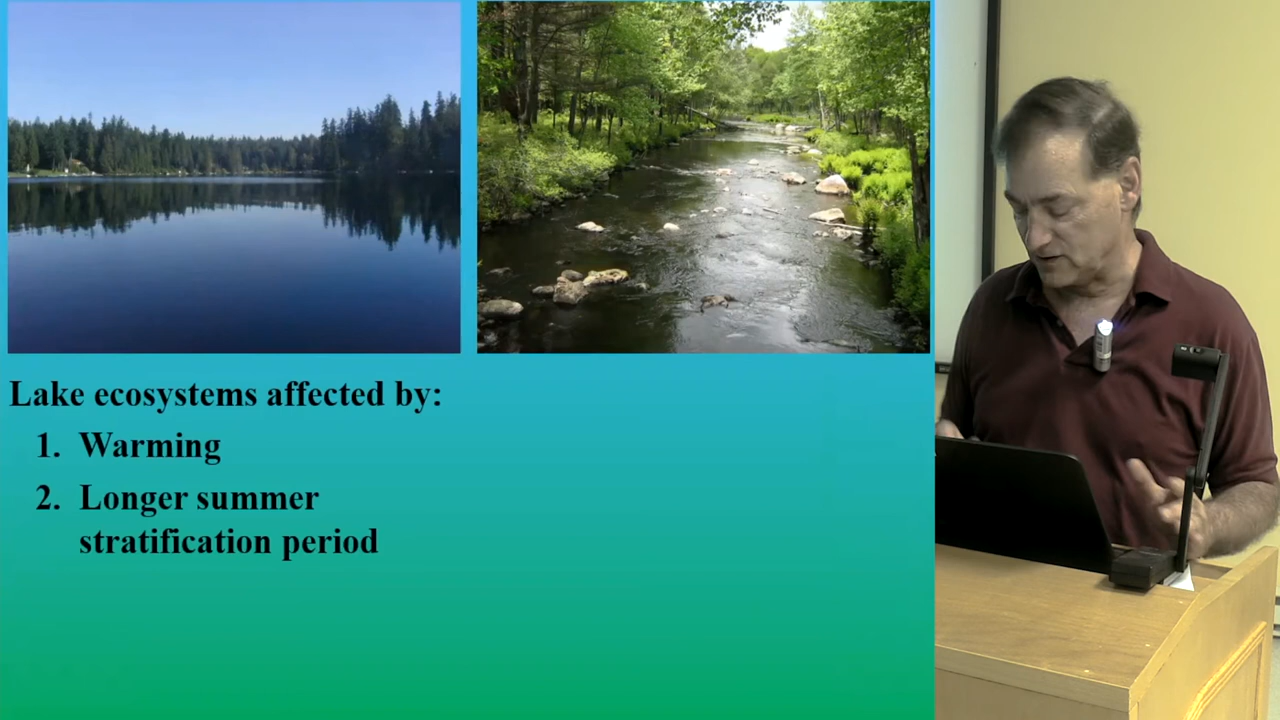 Lake ecosystems affected by:
1. Warming
2. Longer summer
stratification period